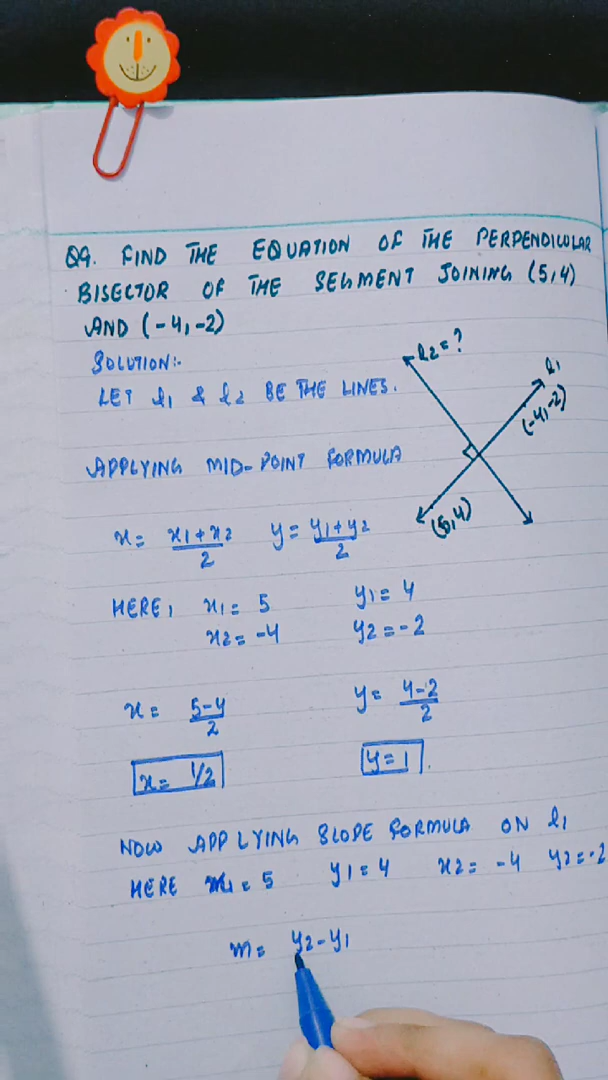 Q9. FIND THE EQUATION OF THE PERPENDICULAR
BISECTOR OF THE SEGMENT JOINING (5,4)
AND (-4,-2)
SOLUTION:-
LET l1 & l2 BE THE LINES.
l2=?
l1
(-4,-2)
(5,4)
APPLYING MID-POINT FORMULA
x= x1+x2/2 y= y1+y2/2
HERE, x1= 5 y1= 4
x2= -4 y2= -2
x= 5-4/2 y= 4-2/2
x= 1/2 y=1.
NOW APPLYING SLOPE FORMULA ON l1
HERE x1= 5 y1=4 x2= -4 y2=-2
m= y2-y1